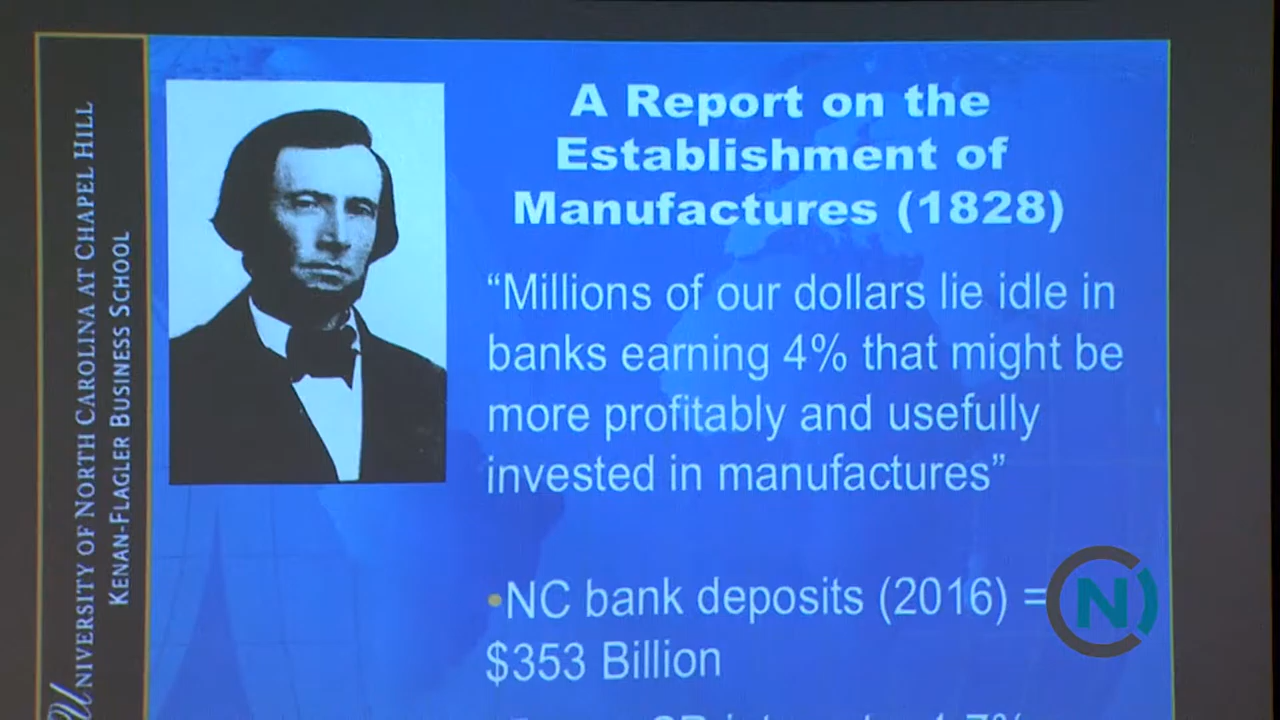 UNIVERSITY OF NORTH CAROLINA AT CHAPEL HILL
KENAN-FLAGLER BUSINESS SCHOOL
A Report on the
Establishment of
Manufactures (1828)
“Millions of our dollars lie idle in
banks earning 4% that might be
more profitably and usefully
invested in manufactures”
•NC bank deposits (2016) =
$353 Billion
CN